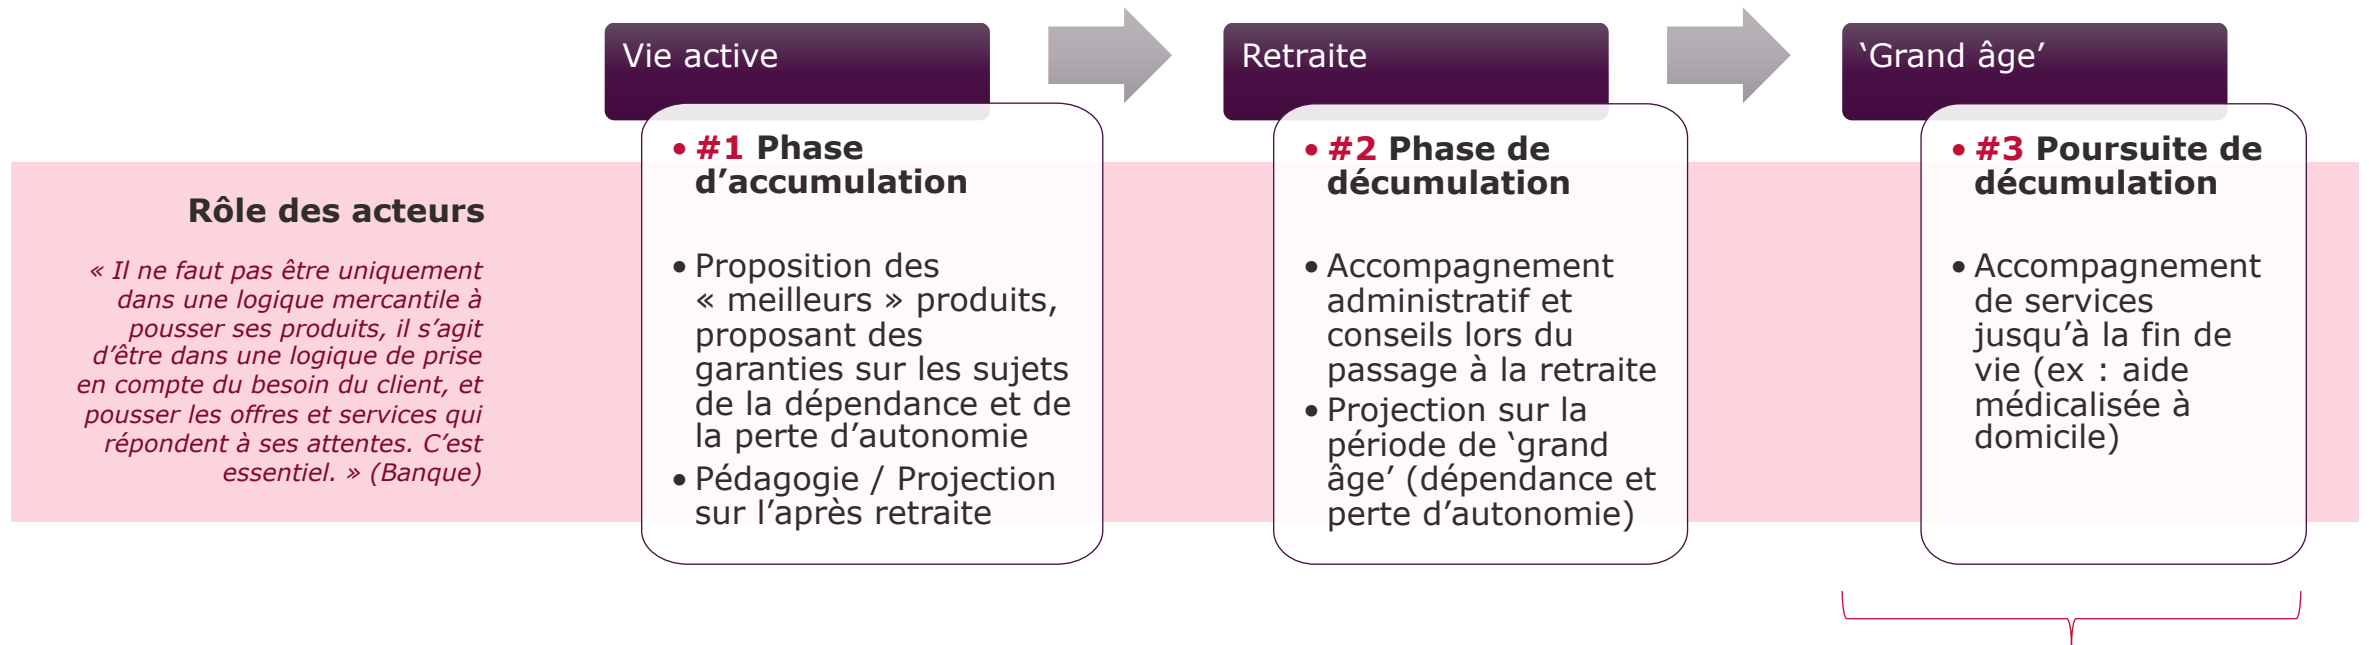 Vie active
Retraite
‘Grand âge’
Rôle des acteurs
« Il ne faut pas être uniquement
dans une logique mercantile à
pousser ses produits, il s’agit
d’être dans une logique de prise
en compte du besoin du client, et
pousser les offres et services qui
répondent à ses attentes. C’est
essentiel. » (Banque)
• #1 Phase
d’accumulation
• Proposition des
« meilleurs » produits,
proposant des
garanties sur les sujets
de la dépendance et de
la perte d’autonomie
• Pédagogie / Projection
sur l’après retraite
• #2 Phase de
décumulation
• Accompagnement
administratif et
conseils lors du
passage à la retraite
• Projection sur la
période de ‘grand
âge’ (dépendance et
perte d’autonomie)
• #3 Poursuite de
décumulation
• Accompagnement
de services
jusqu’à la fin de
vie (ex : aide
médicalisée à
domicile)